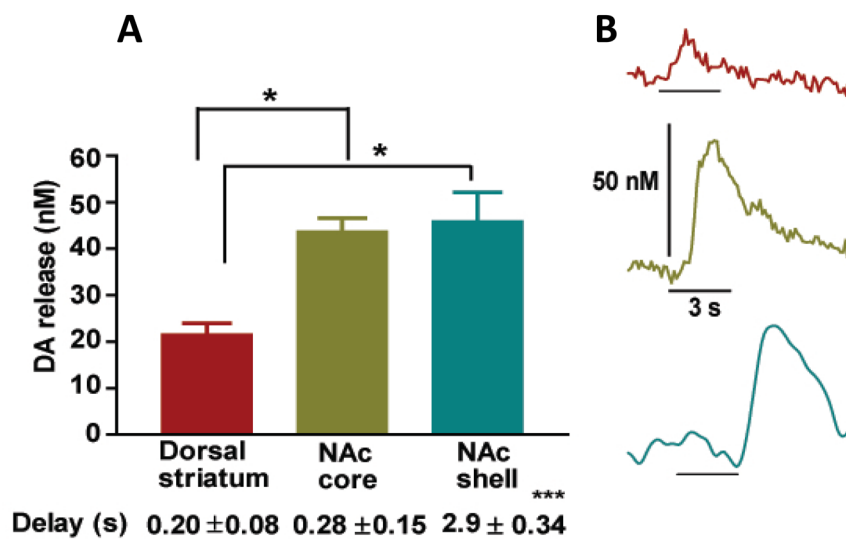 A
B
*
*
DA release (nM)
60
50
40
30
20
10
0
Dorsal
striatum
NAc
core
NAc
shell
***
Delay (s) 0.20 ±0.08 0.28 ±0.15 2.9 ± 0.34
50 nM
3 s